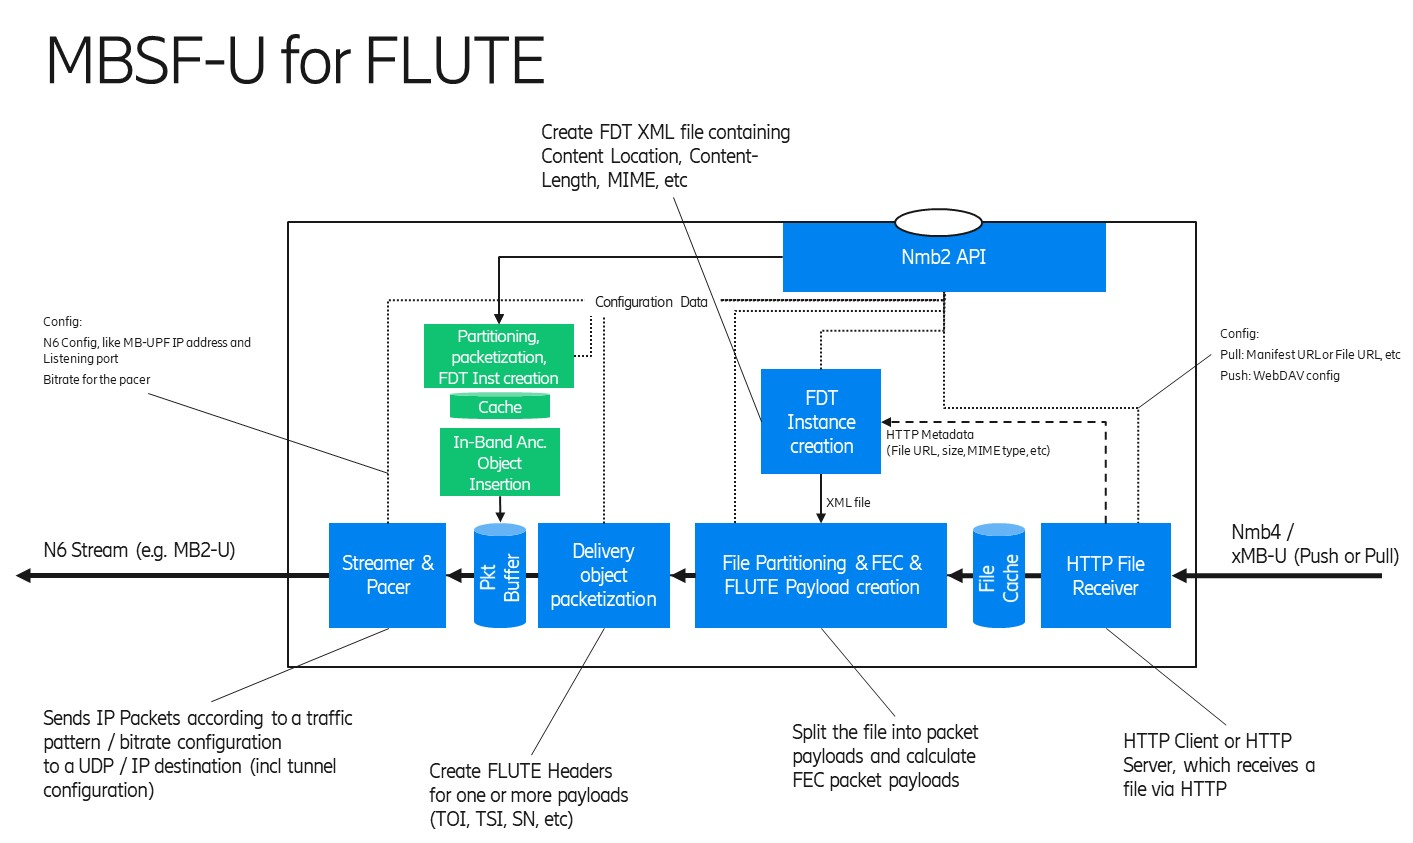 MBSF-U for FLUTE
Create FDT XML file containing
Content Location, Content-
Length, MIME, etc
Nmb2 API
Configuration Data
Config:
N6 Config, like MB-UPF IP address and
Listening port
Bitrate for the pacer
Partitioning,
packetization,
FDT Inst creation
Cache
In-Band Anc.
Object
Insertion
FDT
Instance
creation
HTTP Metadata
(File URL, size, MIME type, etc)
XML file
Config:
Pull: Manifest URL or File URL, etc
Push: WebDAV config
N6 Stream (e.g. MB2-U)
Streamer &
Pacer
Pkt
Buffer
Delivery
object
packetization
File Partitioning & FEC &
FLUTE Payload creation
File
Cache
HTTP File
Receiver
Nmb4 /
xMB-U (Push or Pull)
Sends IP Packets according to a traffic
pattern / bitrate configuration
to a UDP / IP destination (incl tunnel
configuration)
Create FLUTE Headers
for one or more payloads
(TOI, TSI, SN, etc)
Split the file into packet
payloads and calculate
FEC packet payloads
HTTP Client or HTTP
Server, which receives a
file via HTTP